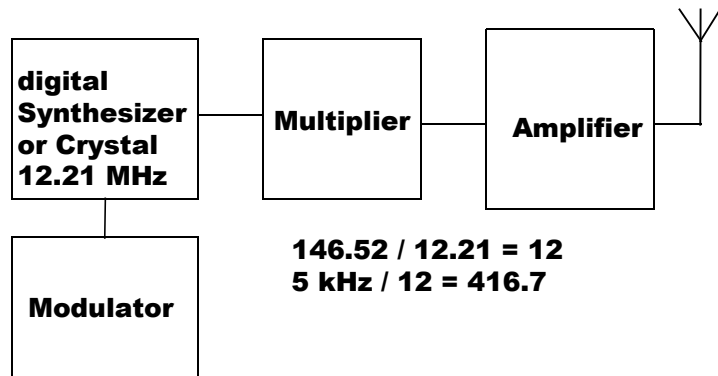 digital
Synthesizer
or Crystal
12.21 MHz
Multiplier
Amplifier
146.52 / 12.21 = 12
5 kHz / 12 = 416.7
Modulator